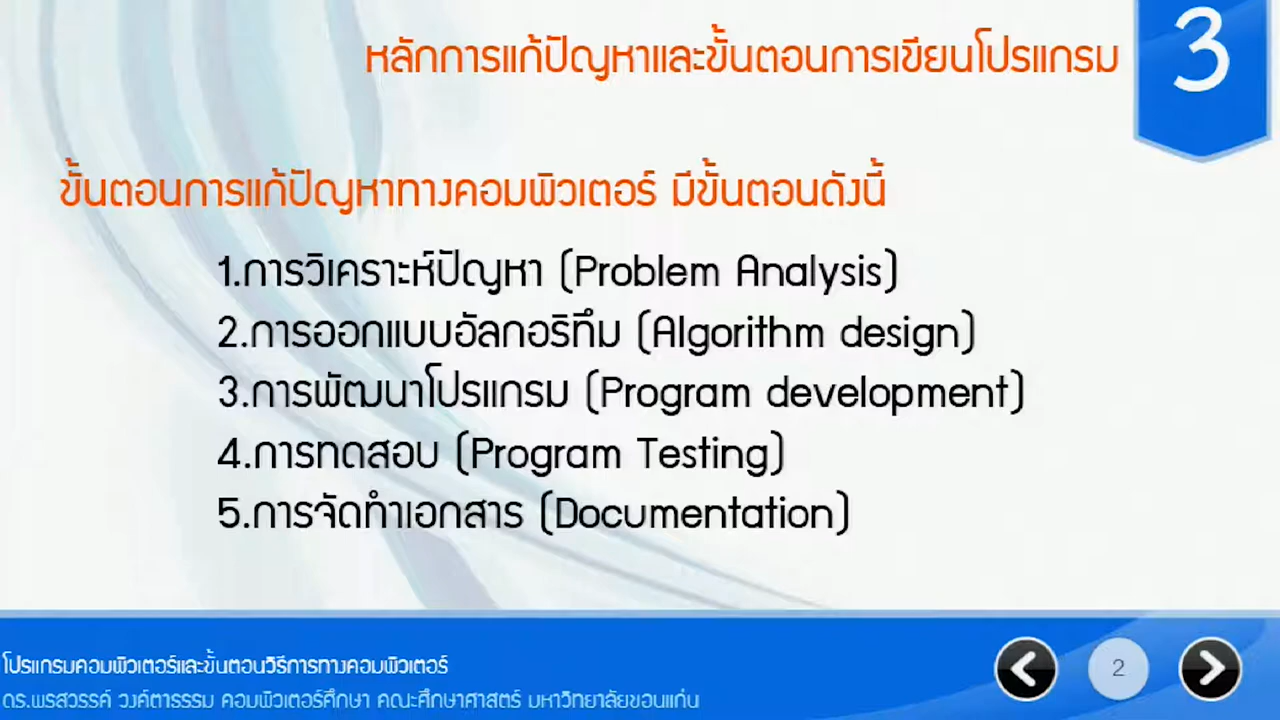 หลักการแก้ปัญหาและขั้นตอนการเขียนโปรแกรม
3
ขั้นตอนการแก้ปัญหาทางคอมพิวเตอร์ มีขั้นตอนดังนี้
1.การวิเคราะห์ปัญหา (Problem Analysis)
2.การออกแบบอัลกอริทึม (Algorithm design)
3.การพัฒนาโปรแกรม (Program development)
4.การทดสอบ (Program Testing)
5.การจัดทำเอกสาร (Documentation)
โปรแกรมคอมพิวเตอร์และขั้นตอนวิธีการทางคอมพิวเตอร์
2
ดร.พรสวรรค์ วงค์ตาธรรม คอมพิวเตอร์ศึกษา คณะศึกษาศาสตร์ มหาวิทยาลัยขอนแก่น